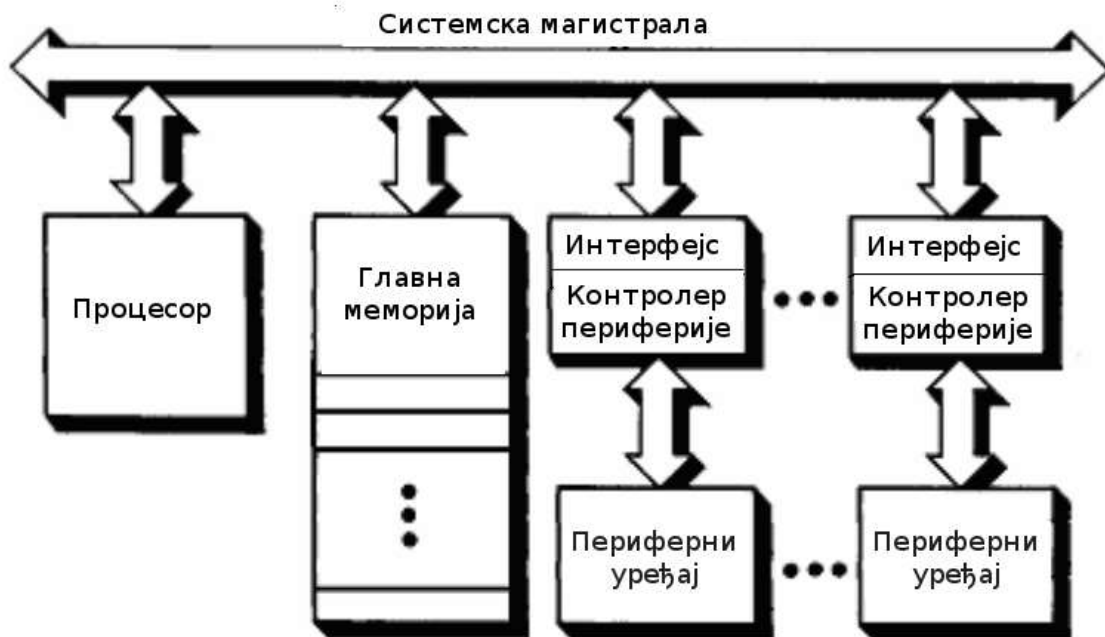 Системска магистрала
Процесор
Главна
меморија
Интерфејс
Контролер
периферије
Интерфејс
Контролер
периферије
Периферни
уређај
Периферни
уређај